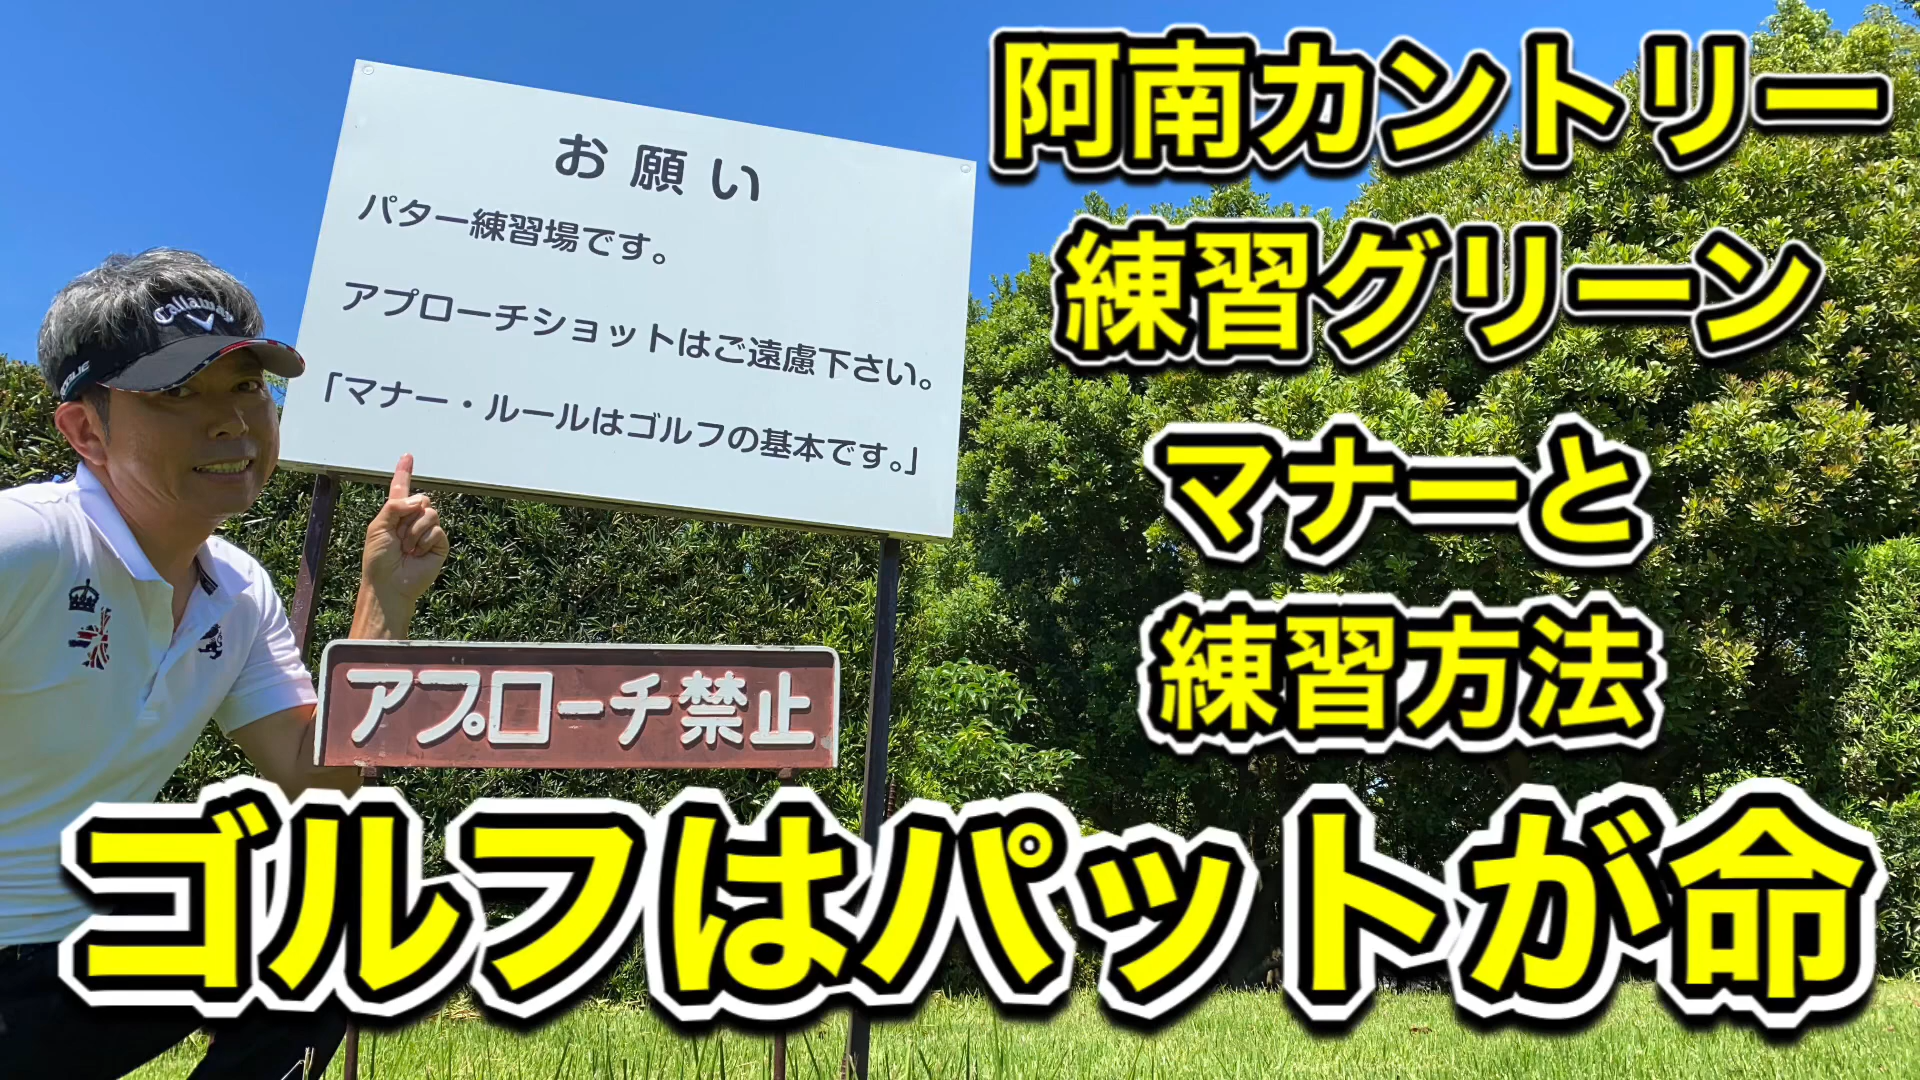 阿南カントリー
練習グリーン
マナーと
練習方法
お願い
パター練習場です。
アプローチショットはご遠慮下さい。
「マナー・ルールはゴルフの基本です。」
Callaway
アプローチ禁止
ゴルフはパットが命